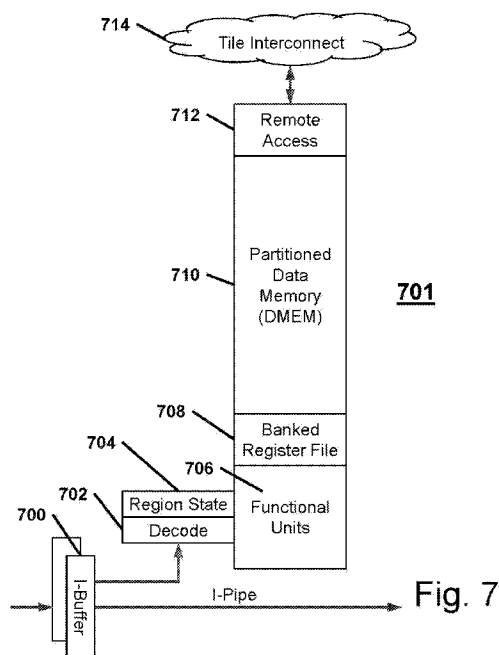 714
Tile Interconnect
712
Remote
Access
710
Partitioned
Data
Memory
(DMEM)
701
708
Banked
Register File
704
706
Region State
Functional
Units
702
Decode
700
I-Buffer
I-Pipe
Fig. 7